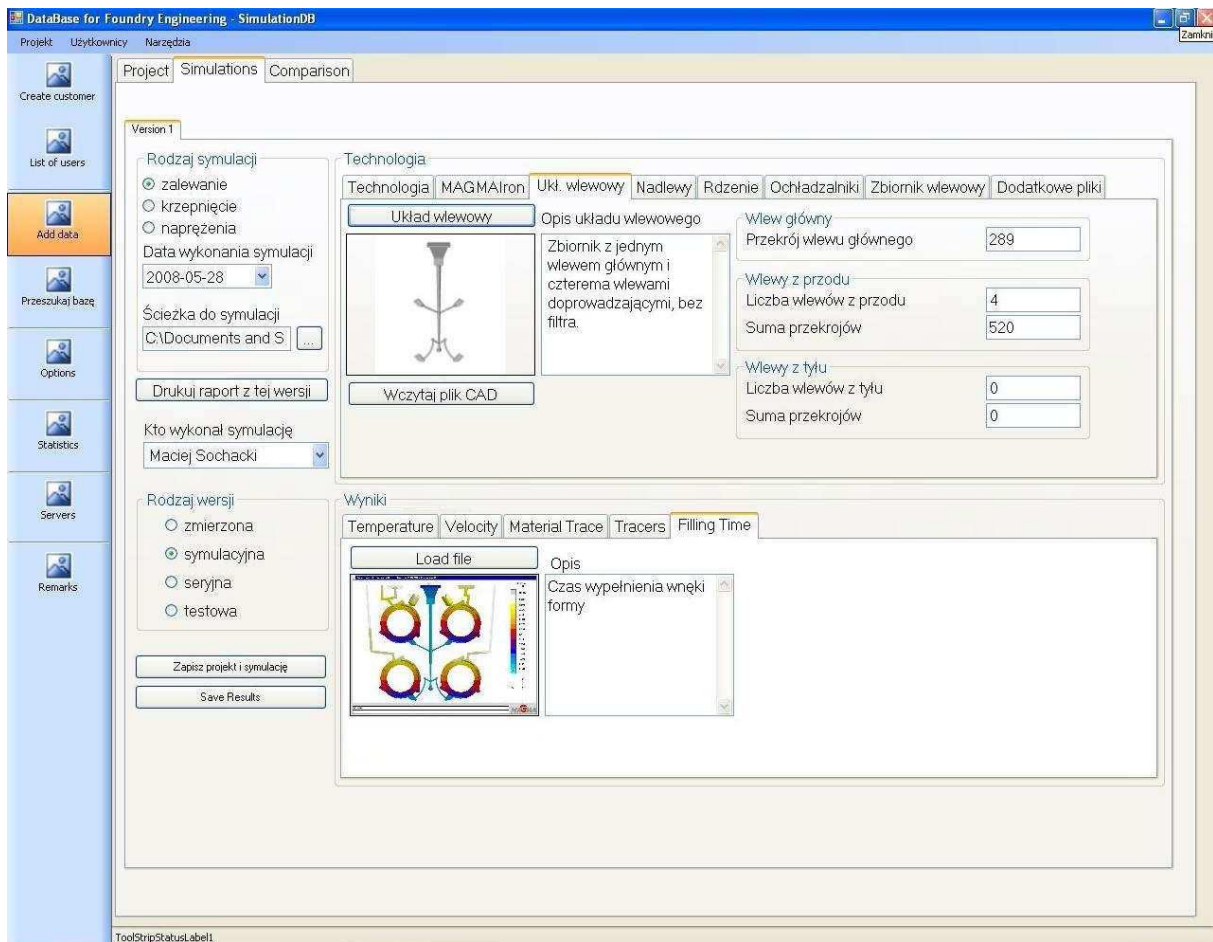 DataBase for Foundry Engineering - SimulationDB
Zamkni
Projekt Użytkownicy Narzędzia
Create customer
List of users
Add data
Przeszukaj bazę
Options
Statistics
Servers
Remarks
Project Simulations Comparison
Version 1
Rodzaj symulacji
zalewanie
krzepnięcie
naprężenia
Data wykonania symulacji
2008-05-28
Ścieżka do symulacji
C:\Documents and S ...
Drukuj raport z tej wersji
Kto wykonał symulację
Maciej Sochacki
Rodzaj wersji
zmierzona
symulacyjna
seryjna
testowa
Zapisz projekt i symulację
Save Results
Technologia
Technologia MAGMAIron Ukł. wlewowy Nadlewy Rdzenie Ochładzalniki Zbiornik wlewowy Dodatkowe pliki
Układ wlewowy
Wczytaj plik CAD
Opis układu wlewowego
Zbiornik z jednym
wlewem głównym i
czterema wlewami
doprowadzającymi, bez
filtra.
Wlew główny
Przekrój wlewu głównego 289
Wlewy z przodu
Liczba wlewów z przodu 4
Suma przekrojów 520
Wlewy z tyłu
Liczba wlewów z tyłu 0
Suma przekrojów 0
Wyniki
Temperature Velocity Material Trace Tracers Filling Time
Load file
Opis
Czas wypełnienia wnęki
formy
ToolStripStatusLabel1